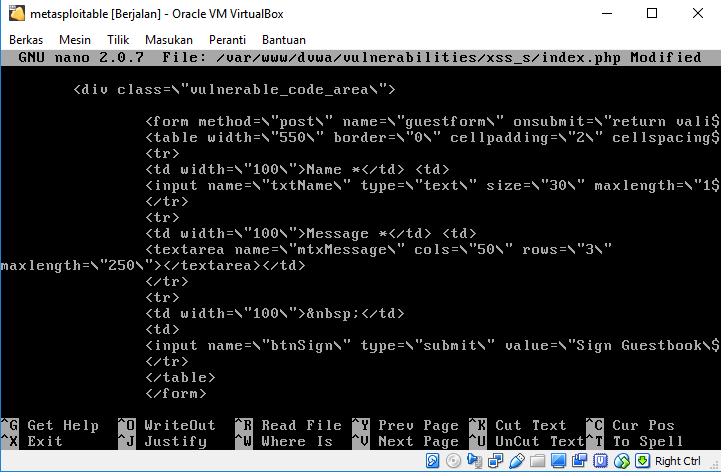 metasploitable [Berjalan] - Oracle VM VirtualBox
Berkas Mesin Tilik Masukan Peranti Bantuan
GNU nano 2.0.7 File: /var/www/dvwa/vulnerabilities/xss_s/index.php Modified
<div class=\"vulnerable_code_area\">
<form method=\"post\" name=\"guestform\" onsubmit=\"return vali$
<table width=\"550\" border=\"0\" cellpadding=\"2\" cellspacing$
<tr>
<td width=\"100\">Name *</td> <td>
<input name=\"txtName\" type=\"text\" size=\"30\" maxlength=\"1$
</tr>
<tr>
<td width=\"100\">Message *</td> <td>
<textarea name=\"mtxMessage\" cols=\"50\" rows=\"3\"
maxlength=\"250\"></textarea></td>
</tr>
<tr>
<td width=\"100\">&nbsp;</td>
<td>
<input name=\"btnSign\" type=\"submit\" value=\"Sign Guestbook\$
</tr>
</table>
</form>
^G Get Help ^O WriteOut ^R Read File ^Y Prev Page ^K Cut Text ^C Cur Pos
^X Exit ^J Justify ^W Where Is ^V Next Page ^U UnCut Text ^T To Spell
Right Ctrl